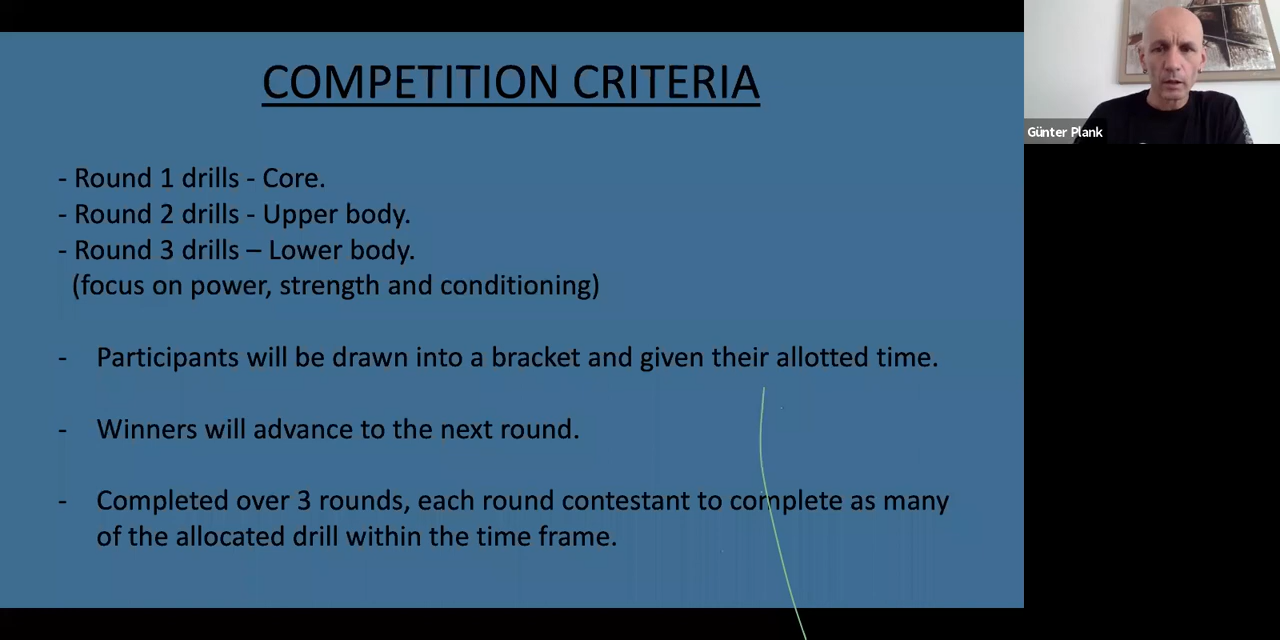 COMPETITION CRITERIA
- Round 1 drills - Core.
- Round 2 drills - Upper body.
- Round 3 drills – Lower body.
(focus on power, strength and conditioning)
- Participants will be drawn into a bracket and given their allotted time.
- Winners will advance to the next round.
- Completed over 3 rounds, each round contestant to complete as many
of the allocated drill within the time frame.
Günter Plank